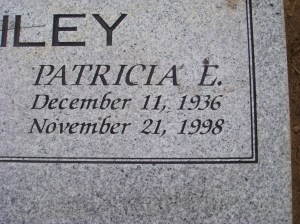 ILEY
PATRICIA E.
December 11, 1936
November 21, 1998